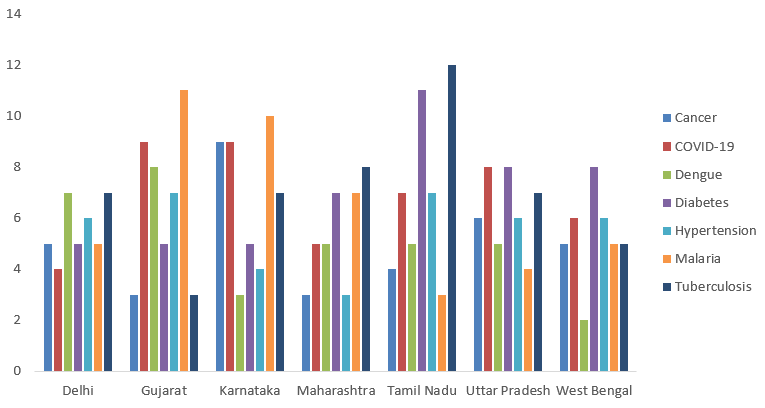 14
12
10
8
6
4
2
0
Delhi Gujarat Karnataka Maharashtra Tamil Nadu Uttar Pradesh West Bengal
Cancer
COVID-19
Dengue
Diabetes
Hypertension
Malaria
Tuberculosis